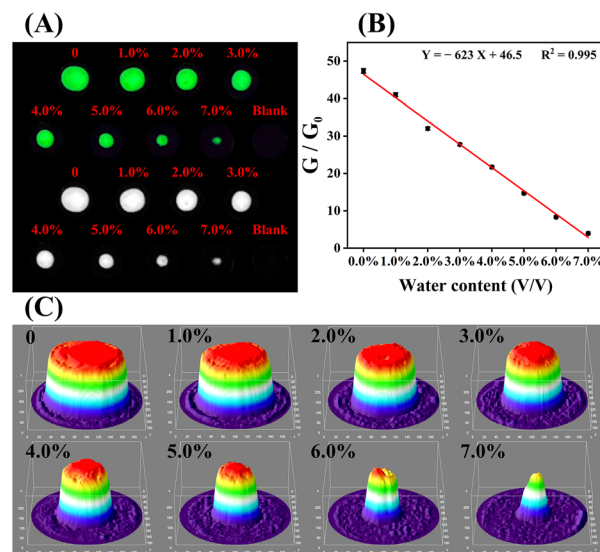 (A)
0 1.0% 2.0% 3.0%
4.0% 5.0% 6.0% 7.0% Blank
0 1.0% 2.0% 3.0%
4.0% 5.0% 6.0% 7.0% Blank
(B)
Y = − 623 X + 46.5 R² = 0.995
G / G₀
50
40
30
20
10
0
0.0% 1.0% 2.0% 3.0% 4.0% 5.0% 6.0% 7.0%
Water content (V/V)
(C)
0 1.0% 2.0% 3.0%
4.0% 5.0% 6.0% 7.0%